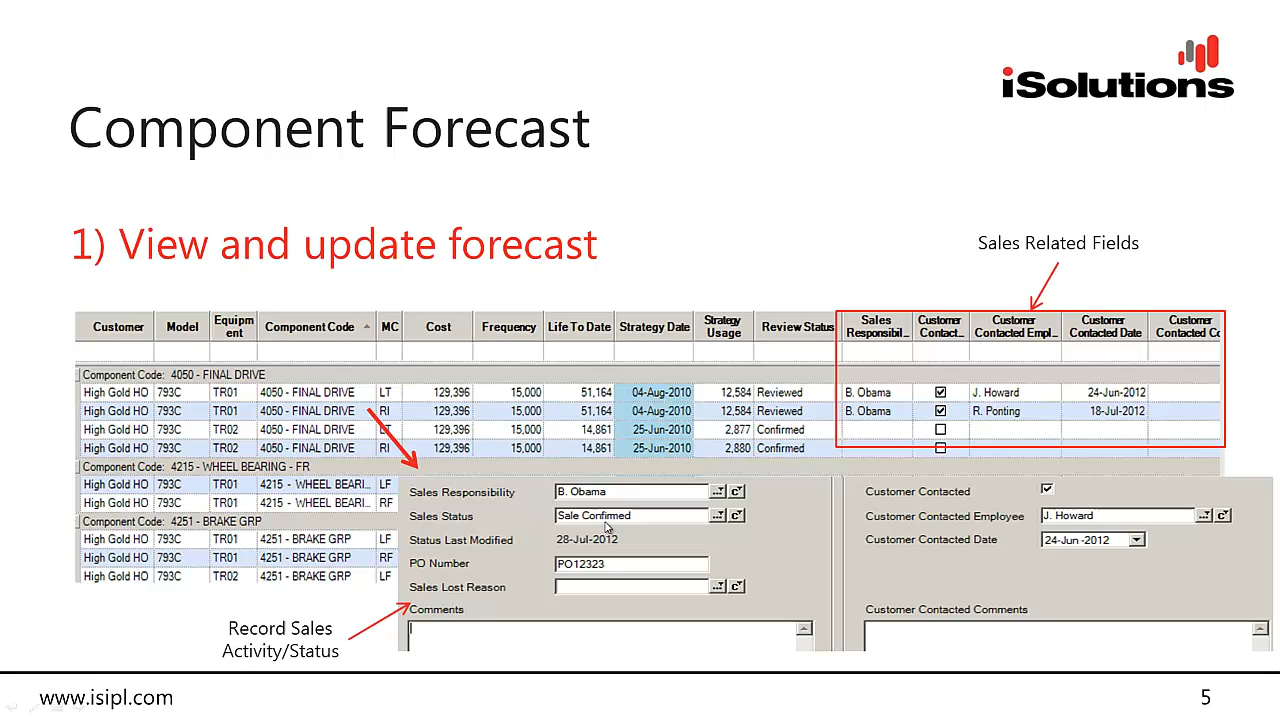 iSolutions
Component Forecast
1) View and update forecast
Sales Related Fields
Customer Model Equipm ent Component Code MC Cost Frequency Life To Date Strategy Date Strategy Usage Review Status Sales Responsibil... Customer Contact... Customer Contacted Empl... Customer Contacted Date Customer Contacted Co
Component Code: 4050 - FINAL DRIVE
High Gold HO 793C TR01 4050 - FINAL DRIVE LT 129,396 15,000 51,164 04-Aug-2010 12,584 Reviewed B. Obama J. Howard 24-Jun-2012
High Gold HO 793C TR01 4050 - FINAL DRIVE RI 129,396 15,000 51,164 04-Aug-2010 12,584 Reviewed B. Obama R. Ponting 18-Jul-2012
High Gold HO 793C TR02 4050 - FINAL DRIVE LT 129,396 15,000 14,861 25-Jun-2010 2,877 Confirmed
High Gold HO 793C TR02 4050 - FINAL DRIVE RI 129,396 15,000 14,861 25-Jun-2010 2,880 Confirmed
Component Code: 4215 - WHEEL BEARING - FR
High Gold HO 793C TR01 4215 - WHEEL BEARI... LF
High Gold HO 793C TR01 4215 - WHEEL BEARI... RF
Component Code: 4251 - BRAKE GRP
High Gold HO 793C TR01 4251 - BRAKE GRP LF
High Gold HO 793C TR01 4251 - BRAKE GRP RF
High Gold HO 793C TR02 4251 - BRAKE GRP LF
Sales Responsibility B. Obama
Sales Status Sale Confirmed
Status Last Modified 28-Jul-2012
PO Number PO12323
Sales Lost Reason
Comments
Customer Contacted
Customer Contacted Employee J. Howard
Customer Contacted Date 24-Jun-2012
Customer Contacted Comments
Record Sales
Activity/Status
www.isipl.com
5